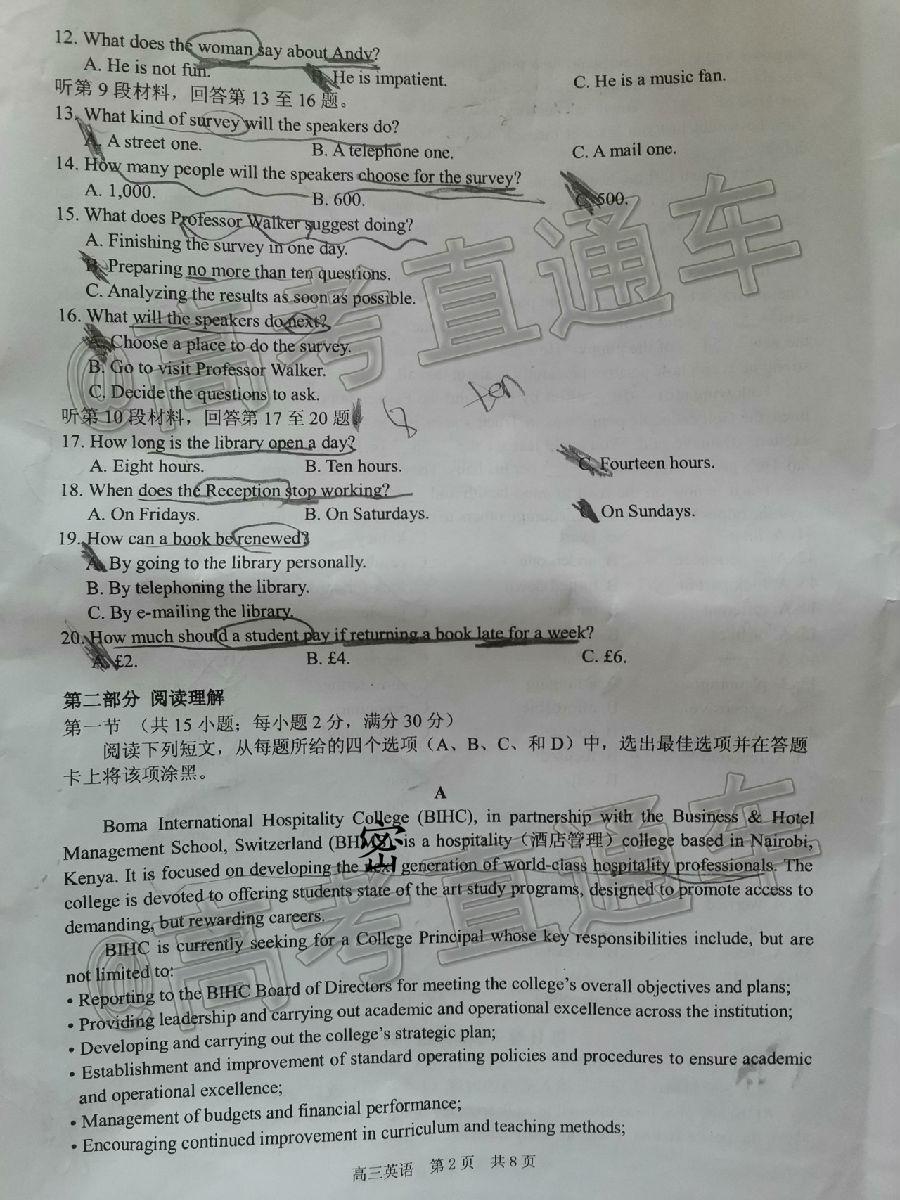 12. What does the woman say about Andy?
A. He is not fun. B. He is impatient. C. He is a music fan.
听第 9 段材料，回答第 13 至 16 题。
13. What kind of survey will the speakers do?
A. A street one. B. A telephone one. C. A mail one.
14. How many people will the speakers choose for the survey?
A. 1,000. B. 600. C. 500.
15. What does Professor Walker suggest doing?
A. Finishing the survey in one day.
B. Preparing no more than ten questions.
C. Analyzing the results as soon as possible.
16. What will the speakers do next?
A. Choose a place to do the survey.
B. Go to visit Professor Walker.
C. Decide the questions to ask.
听第 10 段材料，回答第 17 至 20 题
8 ten
17. How long is the library open a day?
A. Eight hours. B. Ten hours. C. Fourteen hours.
18. When does the Reception stop working?
A. On Fridays. B. On Saturdays. C. On Sundays.
19. How can a book be renewed?
A. By going to the library personally.
B. By telephoning the library.
C. By e-mailing the library.
20. How much should a student pay if returning a book late for a week?
A. £2. B. £4. C. £6.
第二部分 阅读理解
第一节 （共 15 小题；每小题 2 分，满分 30 分）
阅读下列短文，从每题所给的四个选项（A、B、C、和 D）中，选出最佳选项并在答题
卡上将该项涂黑。
A
Boma International Hospitality College (BIHC), in partnership with the Business & Hotel
Management School, Switzerland is a hospitality（酒店管理）college based in Nairobi,
Kenya. It is focused on developing the next generation of world-class hospitality professionals. The
college is devoted to offering students state of the art study programs, designed to promote access to
demanding, but rewarding careers.
BIHC is currently seeking for a College Principal whose key responsibilities include, but are
not limited to:
• Reporting to the BIHC Board of Directors for meeting the college's overall objectives and plans;
• Providing leadership and carrying out academic and operational excellence across the institution;
• Developing and carrying out the college's strategic plan;
• Establishment and improvement of standard operating policies and procedures to ensure academic
and operational excellence;
• Management of budgets and financial performance;
• Encouraging continued improvement in curriculum and teaching methods;
高三英语 第 2 页 共 8 页
@高考直通车
@高考直通车